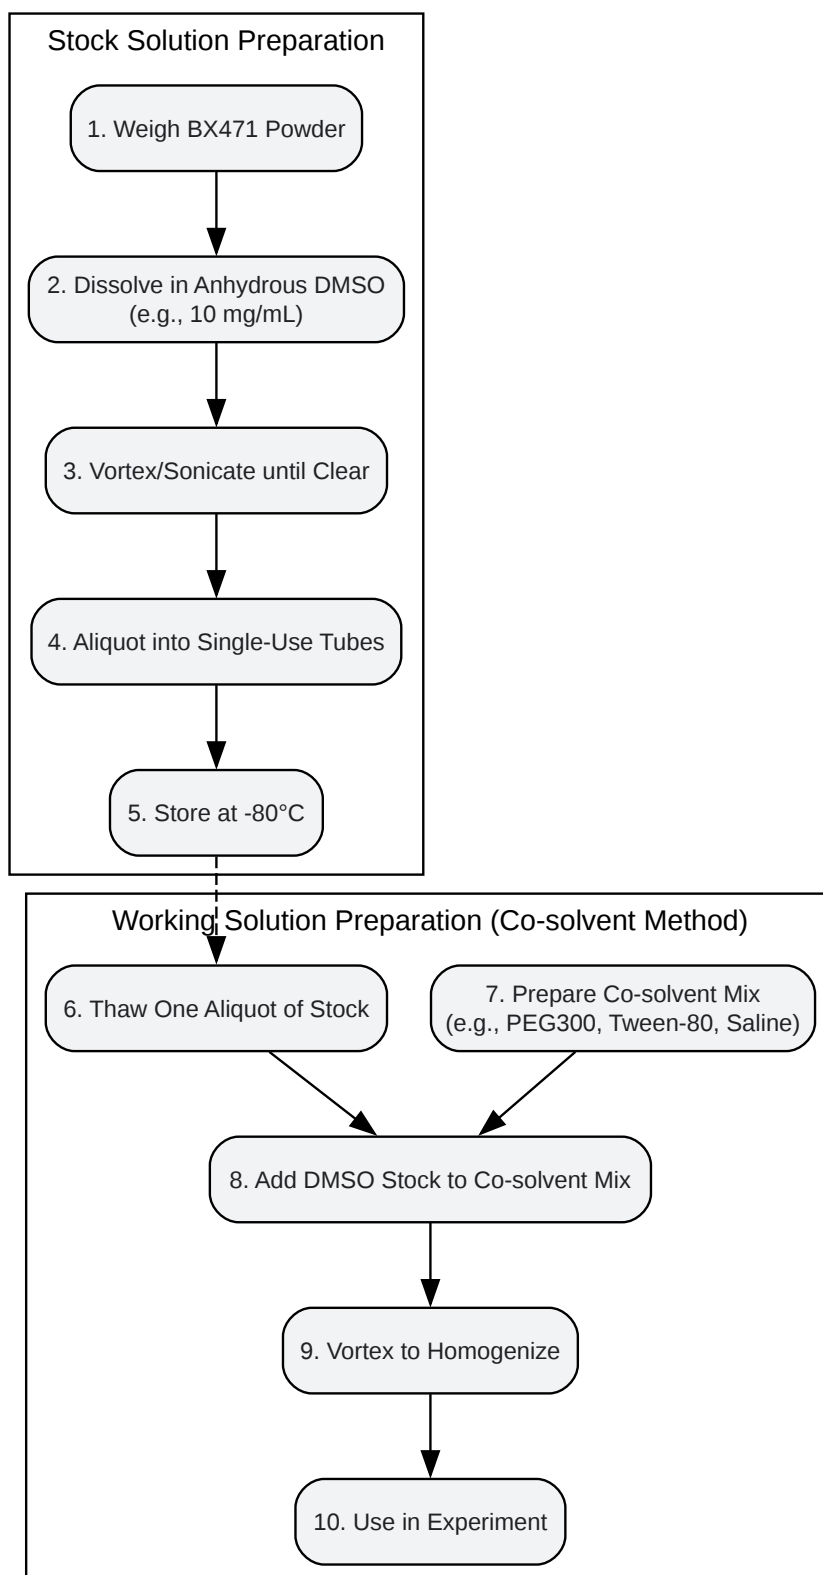 Stock Solution Preparation
1. Weigh BX471 Powder
2. Dissolve in Anhydrous DMSO
(e.g., 10 mg/mL)
3. Vortex/Sonicate until Clear
4. Aliquot into Single-Use Tubes
5. Store at -80°C
Working Solution Preparation (Co-solvent Method)
6. Thaw One Aliquot of Stock
7. Prepare Co-solvent Mix
(e.g., PEG300, Tween-80, Saline)
8. Add DMSO Stock to Co-solvent Mix
9. Vortex to Homogenize
10. Use in Experiment